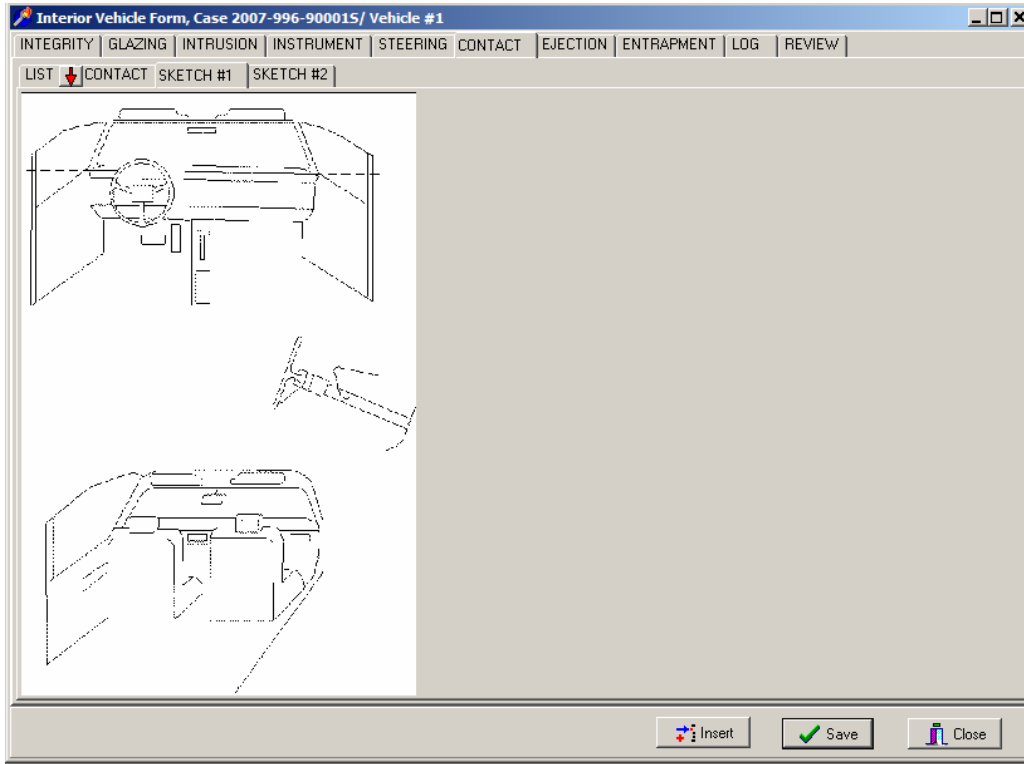 Interior Vehicle Form, Case 2007-996-90001S/ Vehicle #1
INTEGRITY GLAZING INTRUSION INSTRUMENT STEERING CONTACT EJECTION ENTRAPMENT LOG REVIEW
LIST CONTACT SKETCH #1 SKETCH #2
Insert Save Close